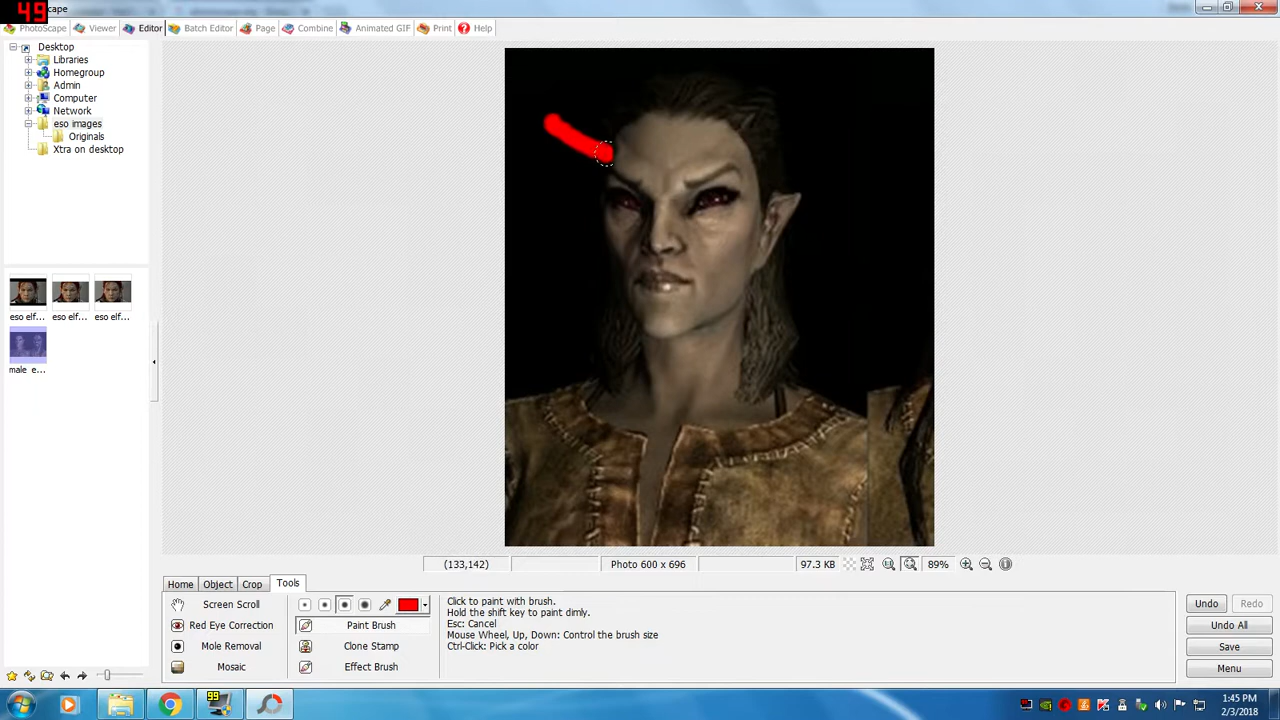 49
scape
PhotoScape Viewer Editor Batch Editor Page Combine Animated GIF Print Help
Desktop
Libraries
Homegroup
Admin
Computer
Network
eso images
Originals
Xtra on desktop
eso elf... eso elf... eso elf...
male e...
(133,142) Photo 600 x 696 97.3 KB 89%
Home Object Crop Tools
Screen Scroll
Red Eye Correction
Mole Removal
Mosaic
Paint Brush
Clone Stamp
Effect Brush
Click to paint with brush.
Hold the shift key to paint dimly.
Esc: Cancel
Mouse Wheel, Up, Down: Control the brush size
Ctrl-Click: Pick a color
Undo Redo
Undo All
Save
Menu
99
1:45 PM
2/3/2018